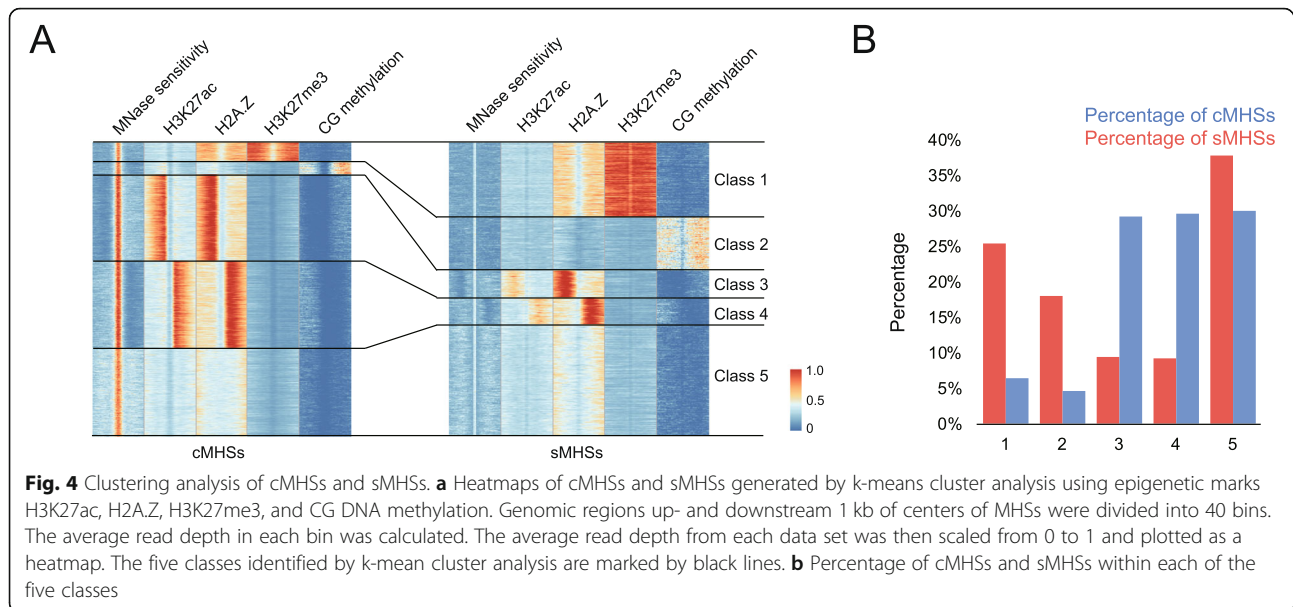 A
MNase sensitivity
H3K27ac
H2A.Z
H3K27me3
CG methylation
MNase sensitivity
H3K27ac
H2A.Z
H3K27me3
CG methylation
Class 1
Class 2
Class 3
Class 4
Class 5
1.0
0.5
0
cMHSs
sMHSs
B
Percentage of cMHSs
Percentage of sMHSs
Percentage
40%
35%
30%
25%
20%
15%
10%
5%
0%
1 2 3 4 5
Fig. 4 Clustering analysis of cMHSs and sMHSs. a Heatmaps of cMHSs and sMHSs generated by k-means cluster analysis using epigenetic marks
H3K27ac, H2A.Z, H3K27me3, and CG DNA methylation. Genomic regions up- and downstream 1 kb of centers of MHSs were divided into 40 bins.
The average read depth in each bin was calculated. The average read depth from each data set was then scaled from 0 to 1 and plotted as a
heatmap. The five classes identified by k-mean cluster analysis are marked by black lines. b Percentage of cMHSs and sMHSs within each of the
five classes